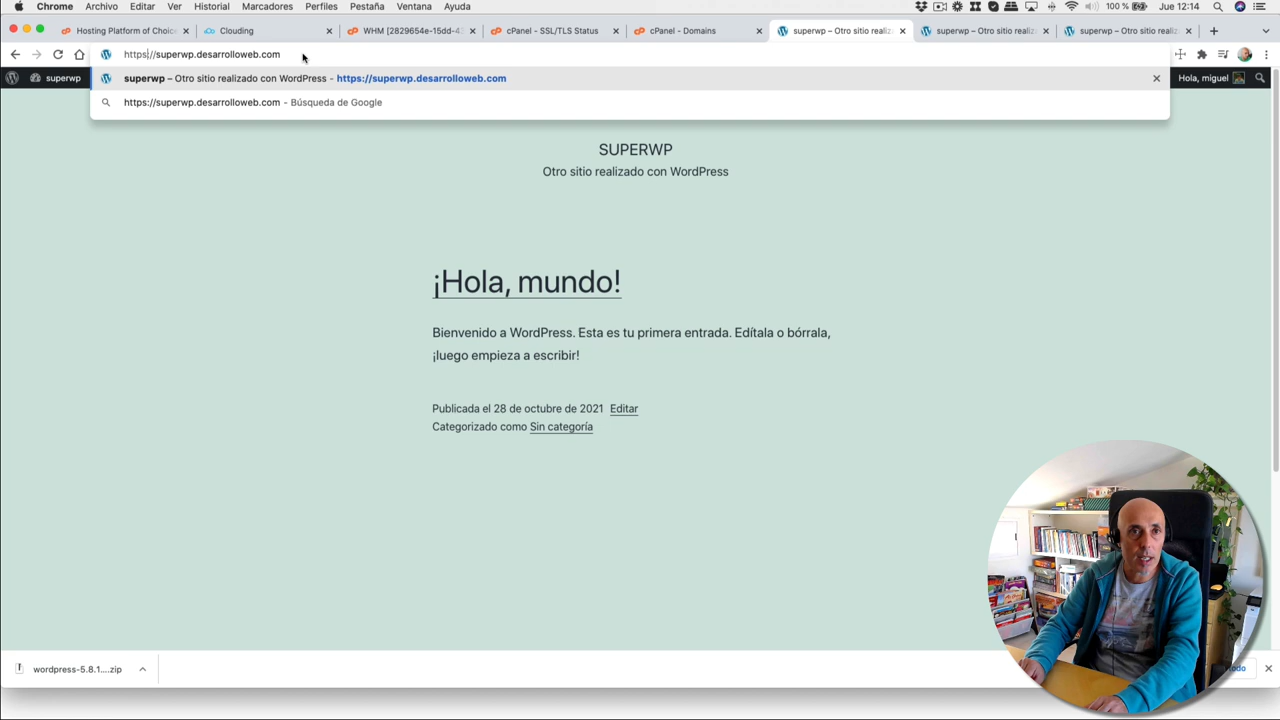 Chrome Archivo Editar Ver Historial Marcadores Perfiles Pestaña Ventana Ayuda 100 % Jue 12:14
Hosting Platform of Choice Clouding WHM [2829654e-15dd-4 cPanel - SSL/TLS Status cPanel - Domains superwp – Otro sitio realiz superwp – Otro sitio realiz superwp – Otro sitio realiz
https://superwp.desarrolloweb.com
superwp superwp – Otro sitio realizado con WordPress - https://superwp.desarrolloweb.com Hola, miguel
https://superwp.desarrolloweb.com - Búsqueda de Google
SUPERWP
Otro sitio realizado con WordPress
¡Hola, mundo!
Bienvenido a WordPress. Esta es tu primera entrada. Edítala o bórrala,
¡luego empieza a escribir!
Publicada el 28 de octubre de 2021 Editar
Categorizado como Sin categoría
wordpress-5.8.1....zip